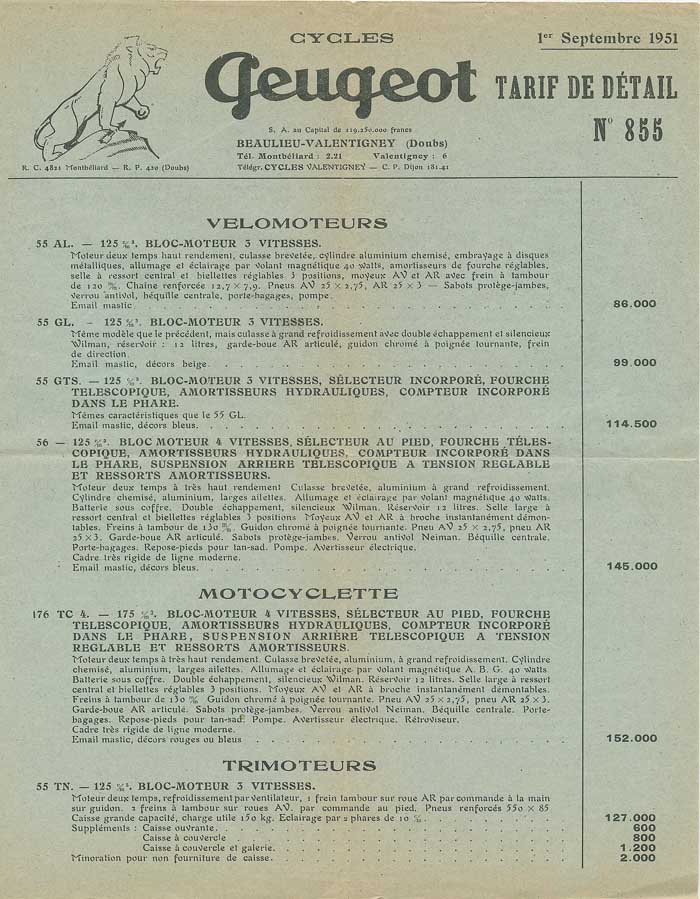 CYCLES
Peugeot
1er Septembre 1951
TARIF DE DÉTAIL
N° 855
S. A. au Capital de 119.250.000 francs
BEAULIEU-VALENTIGNEY (Doubs)
Tél. Montbéliard : 2.21 Valentigney : 6
Télégr. CYCLES VALENTIGNEY — C. P. Dijon 181.41
R. C. 4821 Montbéliard — R. P. 420 (Doubs)
VELOMOTEURS
55 AL. — 125 cm3. BLOC-MOTEUR 3 VITESSES.
Moteur deux temps haut rendement, culasse brevetée, cylindre aluminium chemisé, embrayage à disques
métalliques, allumage et éclairage par volant magnétique 40 watts, amortisseurs de fourche réglables,
selle à ressort central et biellettes réglables 3 positions, moyeux AV et AR avec frein à tambour
de 120 m/m. Chaîne renforcée 12,7 × 7,9. Pneus AV 25 × 2,75, AR 25 × 3 — Sabots protège-jambes,
Verrou antivol, béquille centrale, porte-bagages, pompe.
Email mastic. 86.000
55 GL. — 125 cm3. BLOC-MOTEUR 3 VITESSES.
Même modèle que le précédent, mais culasse à grand refroidissement avec double échappement et silencieux
Wilman, réservoir : 12 litres, garde-boue AR articulé, guidon chromé à poignée tournante, frein
de direction.
Email mastic, décors beige. 99.000
55 GTS. — 125 cm3. BLOC-MOTEUR 3 VITESSES, SÉLECTEUR INCORPORÉ, FOURCHE
TELESCOPIQUE, AMORTISSEURS HYDRAULIQUES, COMPTEUR INCORPORÉ
DANS LE PHARE.
Mêmes caractéristiques que le 55 GL.
Email mastic, décors bleus. 114.500
56 — 125 cm3. BLOC MOTEUR 4 VITESSES, SÉLECTEUR AU PIED, FOURCHE TÉLES-
COPIQUE, AMORTISSEURS HYDRAULIQUES, COMPTEUR INCORPORÉ DANS
LE PHARE, SUSPENSION ARRIERE TÉLESCOPIQUE A TENSION REGLABLE
ET RESSORTS AMORTISSEURS.
Moteur deux temps à très haut rendement Culasse brevetée, aluminium à grand refroidissement.
Cylindre chemisé, aluminium, larges ailettes. Allumage et éclairage par volant magnétique 40 watts.
Batterie sous coffre. Double échappement, silencieux Wilman. Réservoir 12 litres. Selle large à
ressort central et biellettes réglables 3 positions Moyeux AV et AR à broche instantanément démon-
tables. Freins à tambour de 130 m/m. Guidon chromé à poignée tournante. Pneu AV 25 × 2,75, pneu AR
25 × 3. Garde-boue AR articulé. Sabots protège-jambes. Verrou antivol Neiman. Béquille centrale.
Porte-bagages. Repose-pieds pour tan-sad. Pompe. Avertisseur électrique.
Cadre très rigide de ligne moderne.
Email mastic, décors bleus. 145.000
MOTOCYCLETTE
176 TC 4. — 175 cm3. BLOC-MOTEUR 4 VITESSES, SÉLECTEUR AU PIED, FOURCHE
TELESCOPIQUE, AMORTISSEURS HYDRAULIQUES, COMPTEUR INCORPORÉ
DANS LE PHARE, SUSPENSION ARRIÈRE TELESCOPIQUE A TENSION
REGLABLE ET RESSORTS AMORTISSEURS.
Moteur deux temps à très haut rendement. Culasse brevetée, aluminium, à grand refroidissement. Cylindre
chemisé, aluminium, larges ailettes. Allumage et éclairage par volant magnétique A. B. G. 40 watts
Batterie sous coffre. Double échappement, silencieux Wilman. Réservoir 12 litres. Selle large à ressort
central et biellettes réglables 3 positions. Moyeux AV et AR à broche instantanément démontables.
Freins à tambour de 130 m/m Guidon chromé à poignée tournante. Pneu AV 25 × 2,75, pneu AR 25 × 3.
Garde-boue AR articulé. Sabots protège-jambes. Verrou antivol Neiman. Béquille centrale. Porte-
bagages. Repose-pieds pour tan-sad. Pompe. Avertisseur électrique. Rétroviseur.
Cadre très rigide de ligne moderne.
Email mastic, décors rouges ou bleus 152.000
TRIMOTEURS
55 TN. — 125 cm3. BLOC-MOTEUR 3 VITESSES.
Moteur deux temps, refroidissement par ventilateur, 1 frein tambour sur roue AR par commande à la main
sur guidon. 2 freins à tambour sur roues AV. par commande au pied. Pneus renforcés 550 × 85
Caisse grande capacité, charge utile 150 kg. Eclairage par 2 phares de 10 c/m. 127.000
Suppléments : Caisse ouvrante. 600
Caisse à couvercle 800
Caisse à couvercle et galerie. 1.200
Minoration pour non fourniture de caisse. 2.000